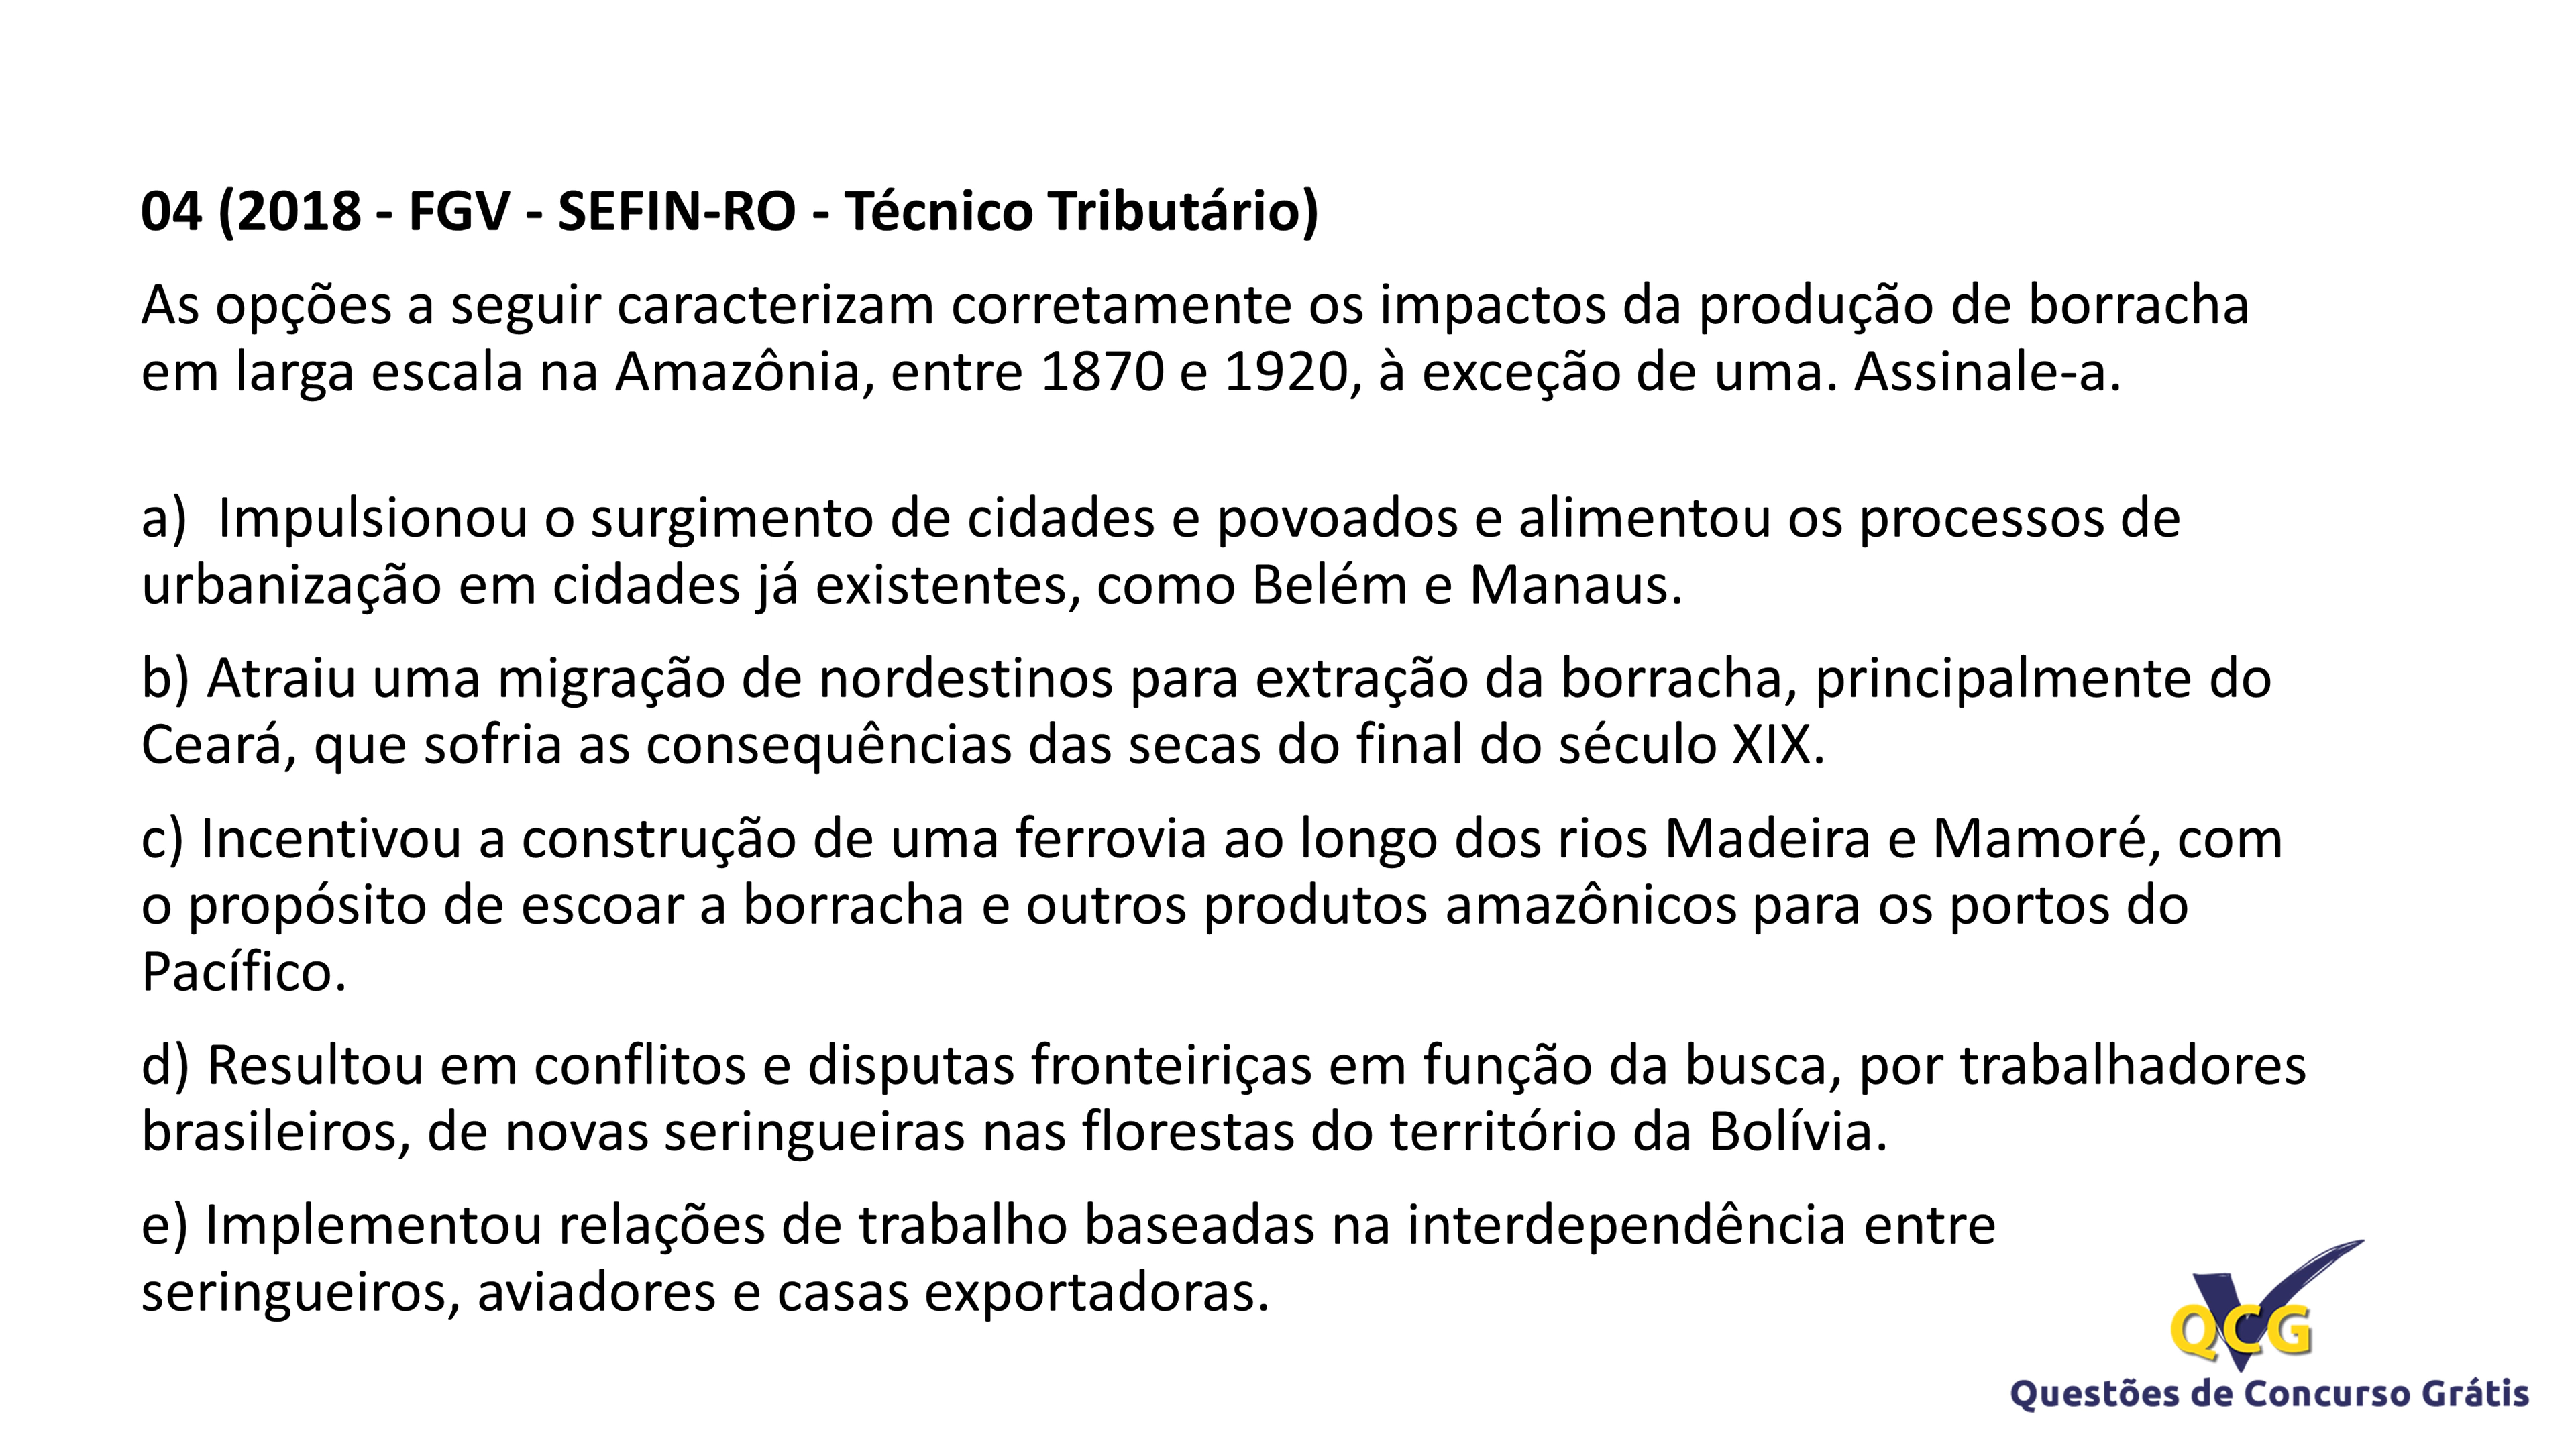 04 (2018 - FGV - SEFIN-RO - Técnico Tributário)
As opções a seguir caracterizam corretamente os impactos da produção de borracha
em larga escala na Amazônia, entre 1870 e 1920, à exceção de uma. Assinale-a.
a) Impulsionou o surgimento de cidades e povoados e alimentou os processos de
urbanização em cidades já existentes, como Belém e Manaus.
b) Atraiu uma migração de nordestinos para extração da borracha, principalmente do
Ceará, que sofria as consequências das secas do final do século XIX.
c) Incentivou a construção de uma ferrovia ao longo dos rios Madeira e Mamoré, com
o propósito de escoar a borracha e outros produtos amazônicos para os portos do
Pacífico.
d) Resultou em conflitos e disputas fronteiriças em função da busca, por trabalhadores
brasileiros, de novas seringueiras nas florestas do território da Bolívia.
e) Implementou relações de trabalho baseadas na interdependência entre
seringueiros, aviadores e casas exportadoras.
QCG
Questões de Concurso Grátis